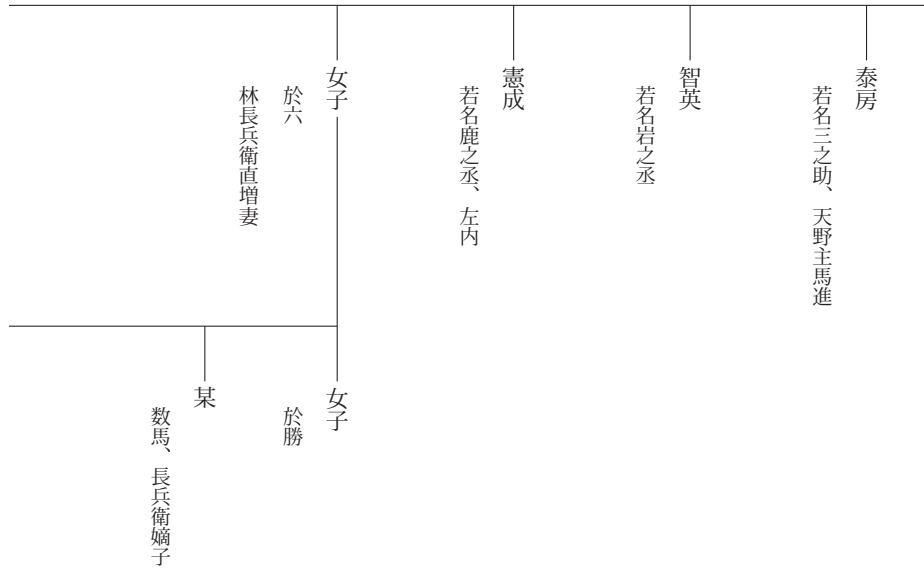 泰房
若名三之助、天野主馬進
智英
若名岩之丞
憲成
若名鹿之丞、左内
女子
於六
林長兵衛直増妻
女子
於勝
某
数馬、長兵衛嫡子